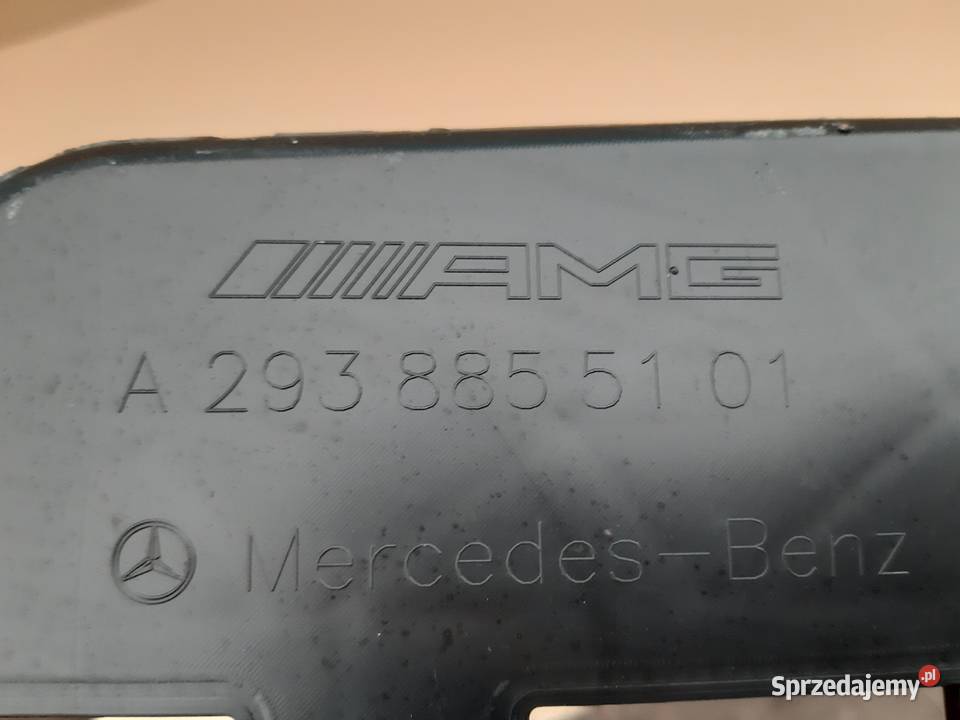 AMG
A 293 885 51 01
Mercedes-Benz
Sprzedajemy.pl